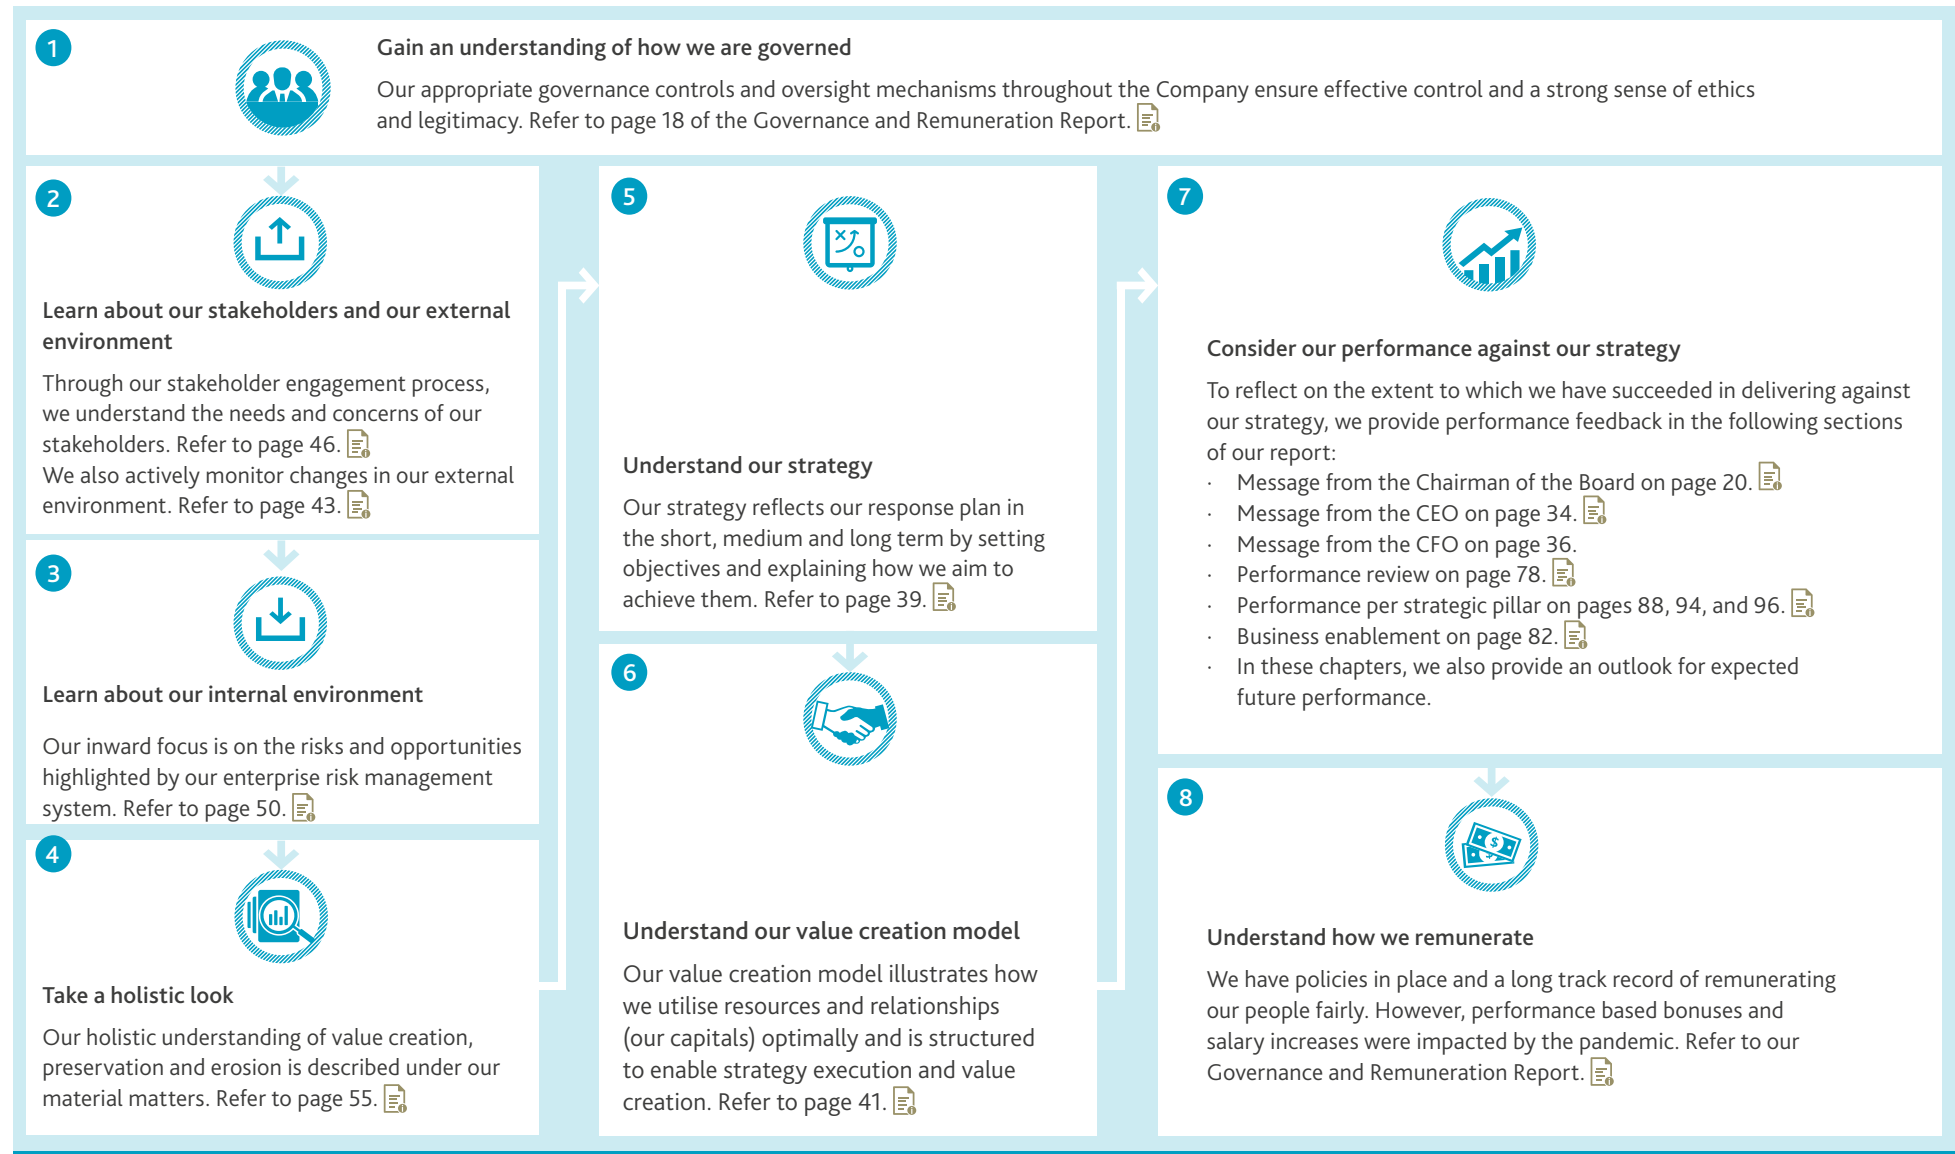 1
Gain an understanding of how we are governed
Our appropriate governance controls and oversight mechanisms throughout the Company ensure effective control and a strong sense of ethics
and legitimacy. Refer to page 18 of the Governance and Remuneration Report.
2
Learn about our stakeholders and our external
environment
Through our stakeholder engagement process,
we understand the needs and concerns of our
stakeholders. Refer to page 46.
We also actively monitor changes in our external
environment. Refer to page 43.
3
Learn about our internal environment
Our inward focus is on the risks and opportunities
highlighted by our enterprise risk management
system. Refer to page 50.
4
Take a holistic look
Our holistic understanding of value creation,
preservation and erosion is described under our
material matters. Refer to page 55.
5
Understand our strategy
Our strategy reflects our response plan in
the short, medium and long term by setting
objectives and explaining how we aim to
achieve them. Refer to page 39.
6
Understand our value creation model
Our value creation model illustrates how
we utilise resources and relationships
(our capitals) optimally and is structured
to enable strategy execution and value
creation. Refer to page 41.
7
Consider our performance against our strategy
To reflect on the extent to which we have succeeded in delivering against
our strategy, we provide performance feedback in the following sections
of our report:
· Message from the Chairman of the Board on page 20.
· Message from the CEO on page 34.
· Message from the CFO on page 36.
· Performance review on page 78.
· Performance per strategic pillar on pages 88, 94, and 96.
· Business enablement on page 82.
· In these chapters, we also provide an outlook for expected
future performance.
8
Understand how we remunerate
We have policies in place and a long track record of remunerating
our people fairly. However, performance based bonuses and
salary increases were impacted by the pandemic. Refer to our
Governance and Remuneration Report.